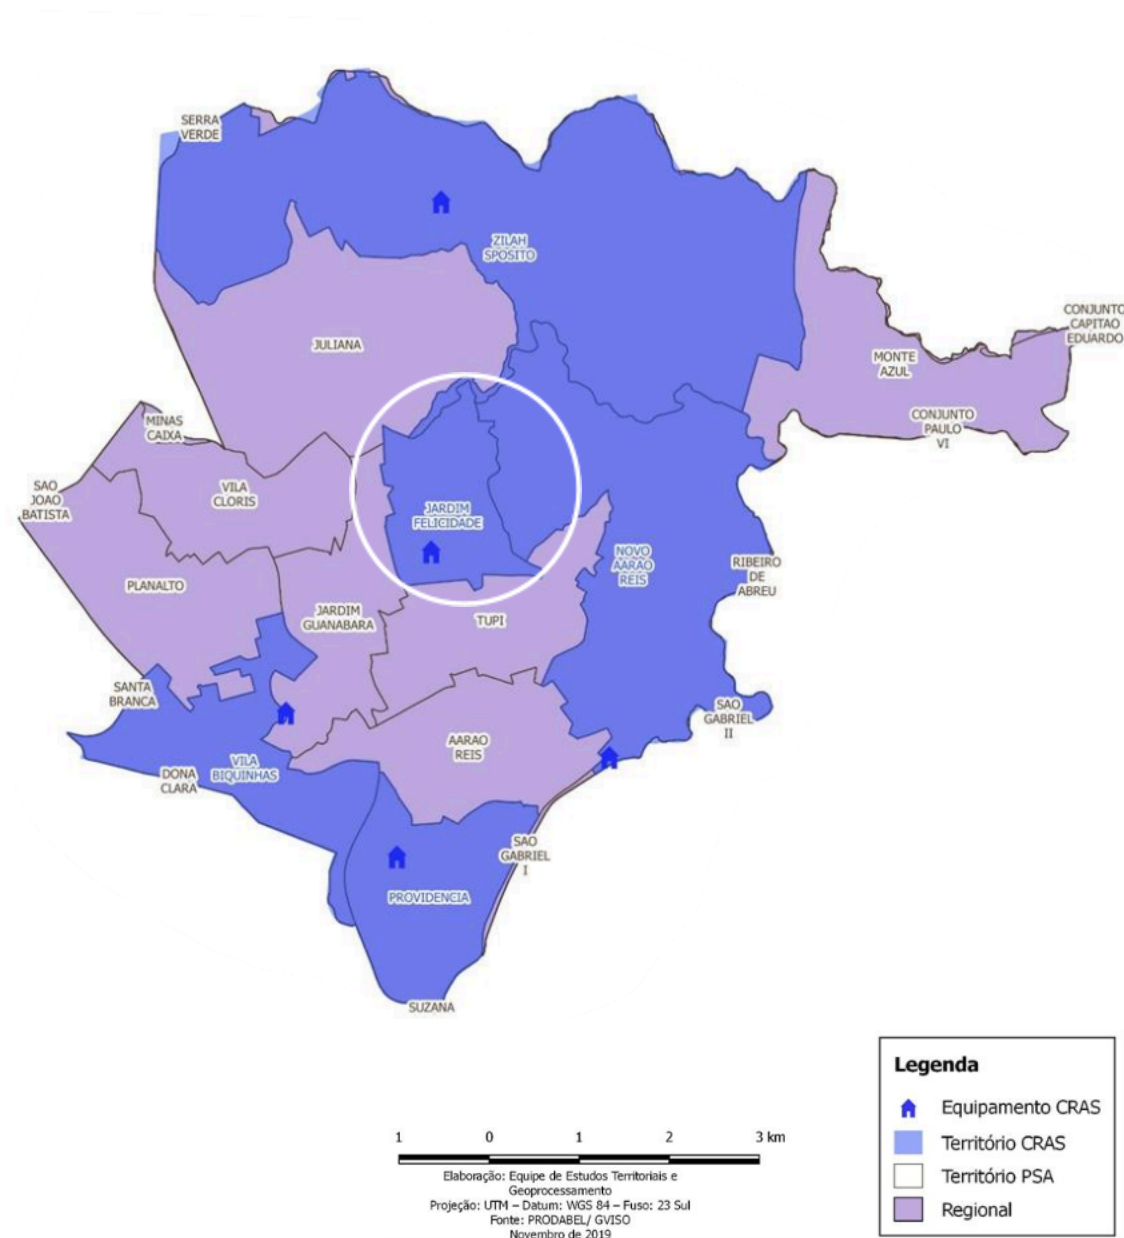 SERRA
VERDE
ZILAH
SPOSITO
JULIANA
CONJUNTO
CAPITAO
EDUARDO
MONTE
AZUL
CONJUNTO
PAULO
VI
MINAS
CAIXA
SAO
JOAO
BATISTA
VILA
CLORIS
JARDIM
FELICIDADE
NOVO
AARAO
REIS
RIBEIRO
DE
ABREU
PLANALTO
JARDIM
GUANABARA
TUPI
SANTA
BRANCA
SAO
GABRIEL
II
AARAO
REIS
DONA
CLARA
VILA
BIQUINHAS
SAO
GABRIEL
I
PROVIDENCIA
SUZANA
Legenda
Equipamento CRAS
Território CRAS
Território PSA
Regional
1 0 1 2 3 km
Elaboração: Equipe de Estudos Territoriais e
Geoprocessamento
Projeção: UTM – Datum: WGS 84 – Fuso: 23 Sul
Fonte: PRODABEL/ GVISO
Novembro de 2019